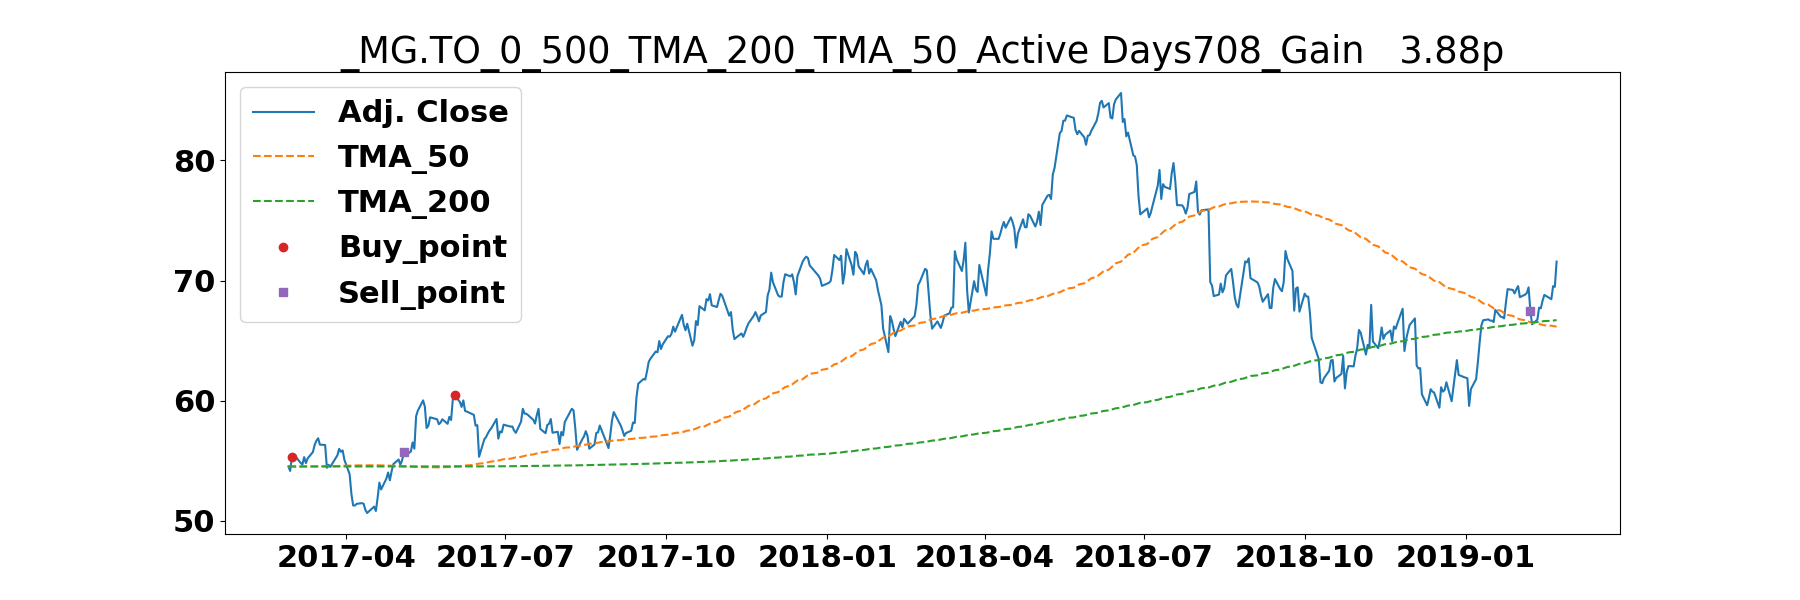 _MG.TO_0_500_TMA_200_TMA_50_Active Days708_Gain   3.88p
Adj. Close
TMA_50
TMA_200
Buy_point
Sell_point
80
70
60
50
2017-04 2017-07 2017-10 2018-01 2018-04 2018-07 2018-10 2019-01